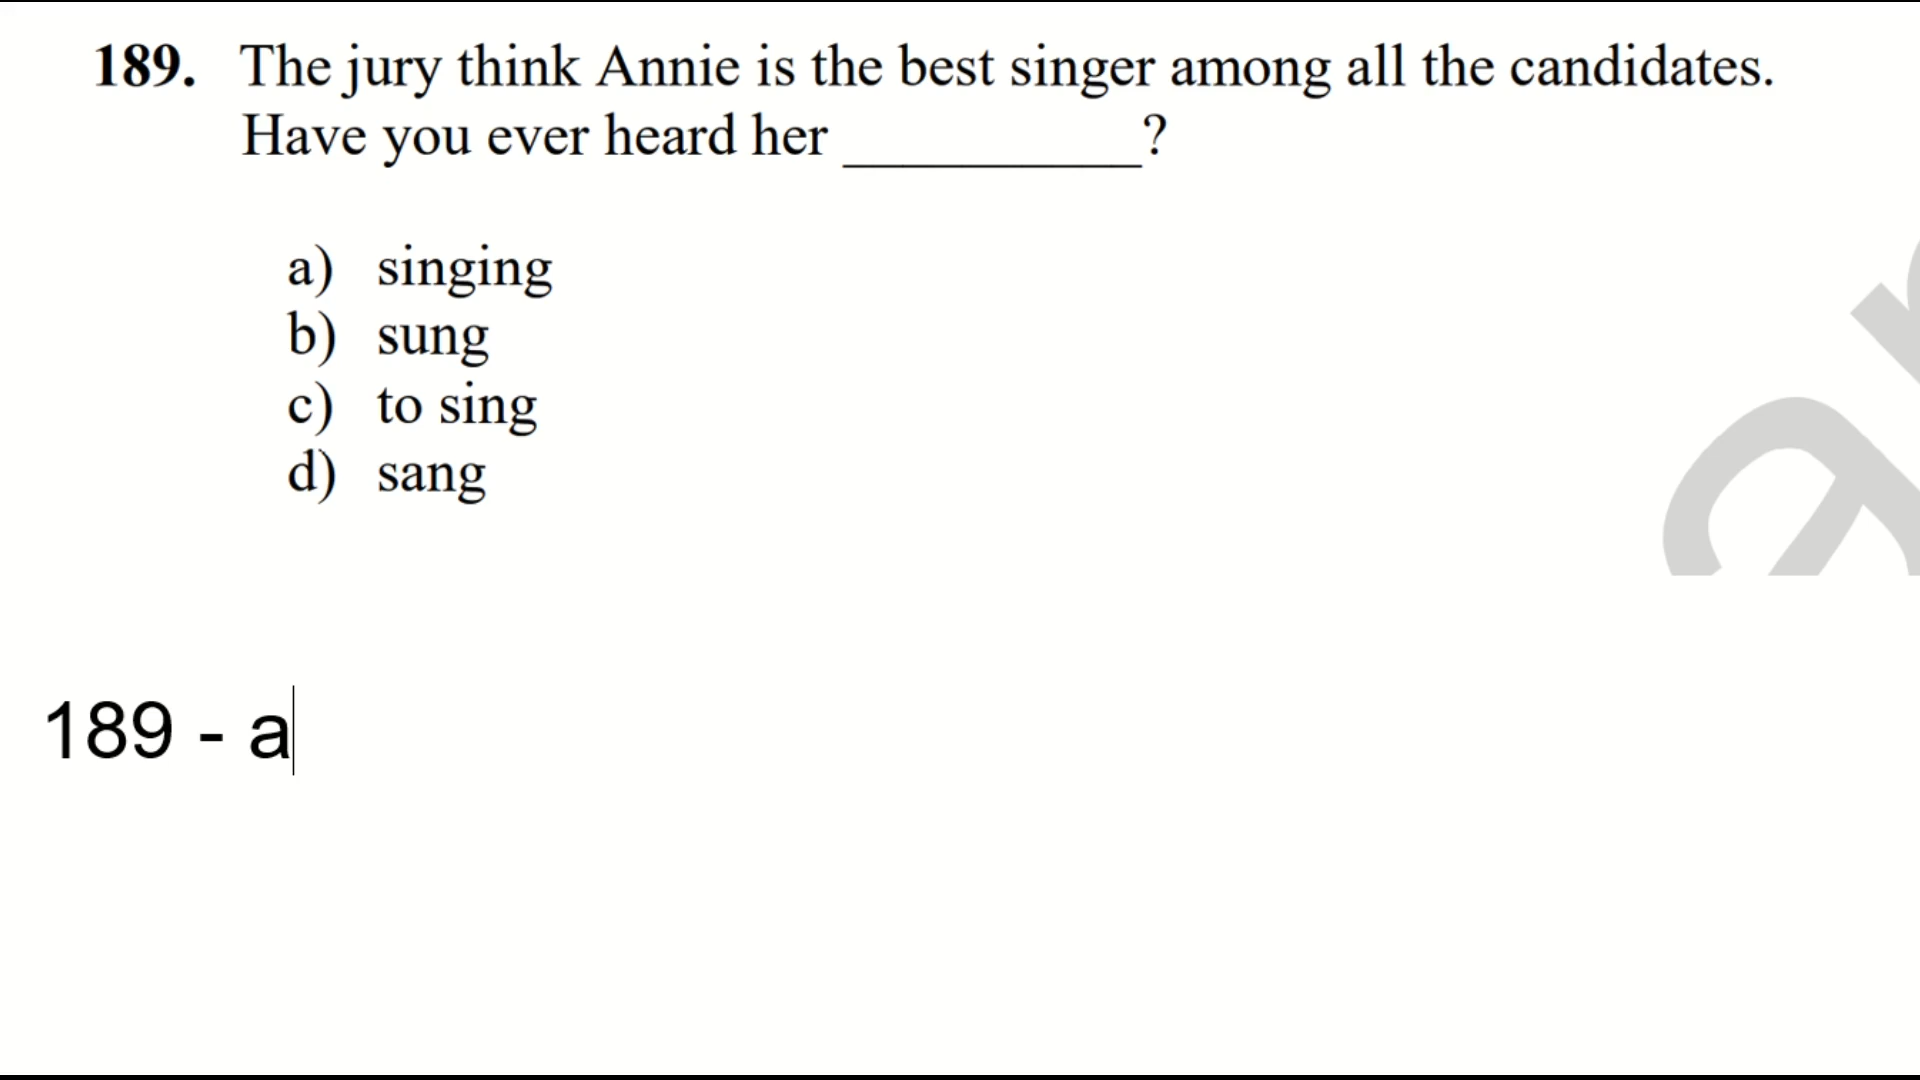 189. The jury think Annie is the best singer among all the candidates.
Have you ever heard her __________?
a) singing
b) sung
c) to sing
d) sang
189 - a